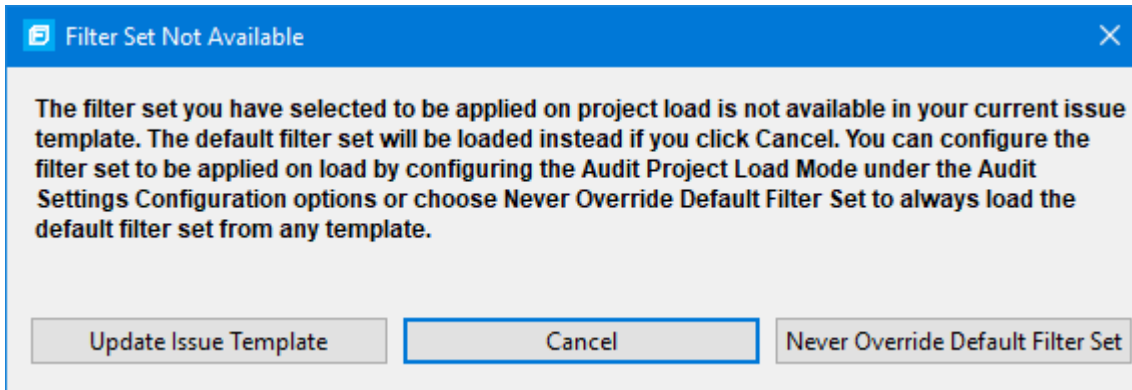 Filter Set Not Available
The filter set you have selected to be applied on project load is not available in your current issue
template. The default filter set will be loaded instead if you click Cancel. You can configure the
filter set to be applied on load by configuring the Audit Project Load Mode under the Audit
Settings Configuration options or choose Never Override Default Filter Set to always load the
default filter set from any template.
Update Issue Template
Cancel
Never Override Default Filter Set